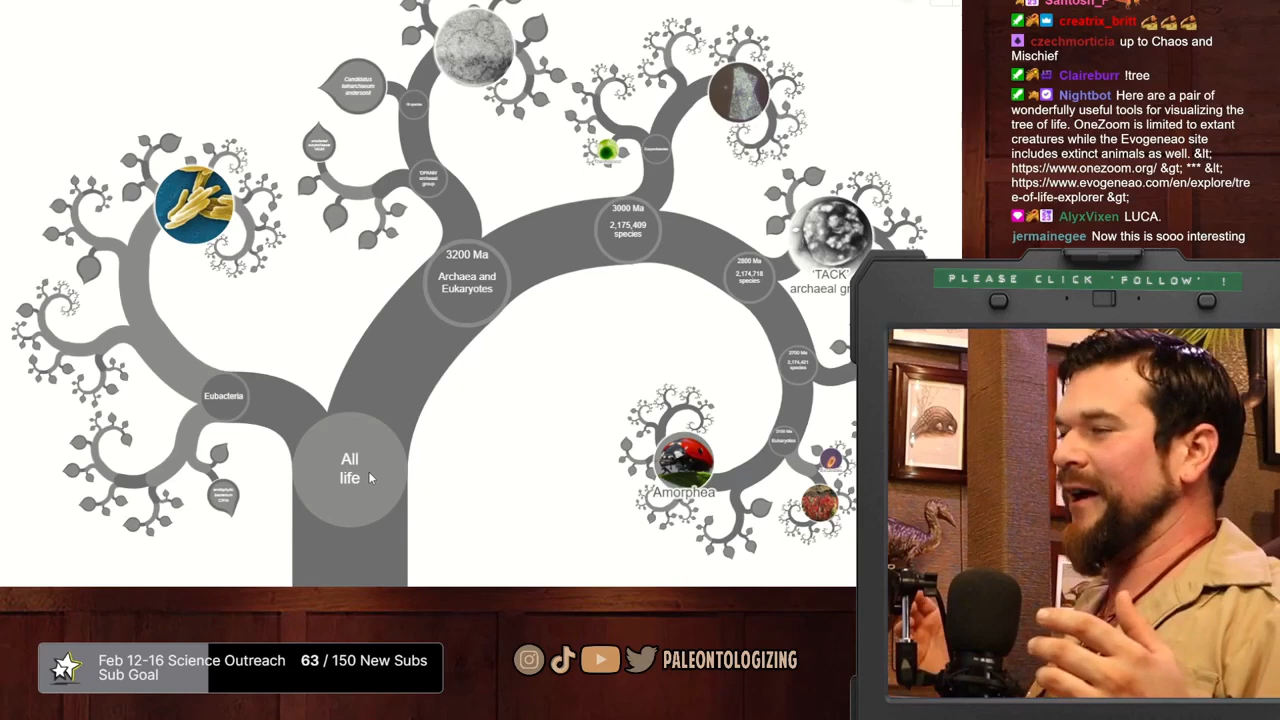 Santosh_P
creatrix_britt
czechmorticia up to Chaos and
Mischief
Claireburr !tree
Nightbot Here are a pair of
wonderfully useful tools for visualizing the
tree of life. OneZoom is limited to extant
creatures while the Evogeneao site
includes extinct animals as well. &lt;
https://www.onezoom.org/ &gt; *** &lt;
https://www.evogeneao.com/en/explore/tre
e-of-life-explorer &gt;
AlyxVixen LUCA.
jermainegee Now this is sooo interesting
PLEASE CLICK 'FOLLOW' !
3000 Ma
2,175,409
species
3200 Ma
Archaea and
Eukaryotes
2800 Ma
2,174,718
species
'TACK'
archaeal gr
Eubacteria
Eukaryotes
All
life
Amorphea
Feb 12-16 Science Outreach 63 / 150 New Subs
Sub Goal
PALEONTOLOGIZING